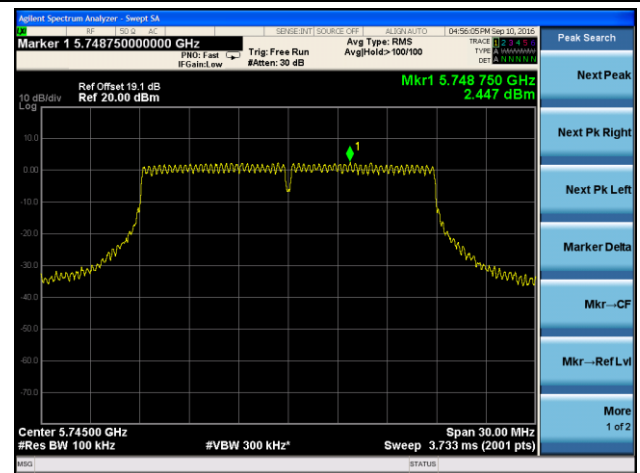 Agilent Spectrum Analyzer - Swept SA
RF 50 Ω AC SENSE:INT SOURCE OFF ALIGN AUTO 04:56:05 PM Sep 10, 2016
Marker 1 5.748750000000 GHz
PNO: Fast
IFGain:Low
Trig: Free Run
#Atten: 30 dB
Avg Type: RMS
Avg|Hold:>100/100
TRACE 1 2 3 4 5 6
TYPE A
DET A N N N N N
Peak Search
Ref Offset 19.1 dB
10 dB/div Ref 20.00 dBm
Log
Mkr1 5.748 750 GHz
2.447 dBm
Next Peak
10.0
Next Pk Right
1
0.00
-10.0
Next Pk Left
-20.0
-30.0
Marker Delta
-40.0
Mkr→CF
-50.0
-60.0
Mkr→Ref Lvl
-70.0
More
1 of 2
Center 5.74500 GHz Span 30.00 MHz
#Res BW 100 kHz #VBW 300 kHz* Sweep 3.733 ms (2001 pts)
MSG STATUS